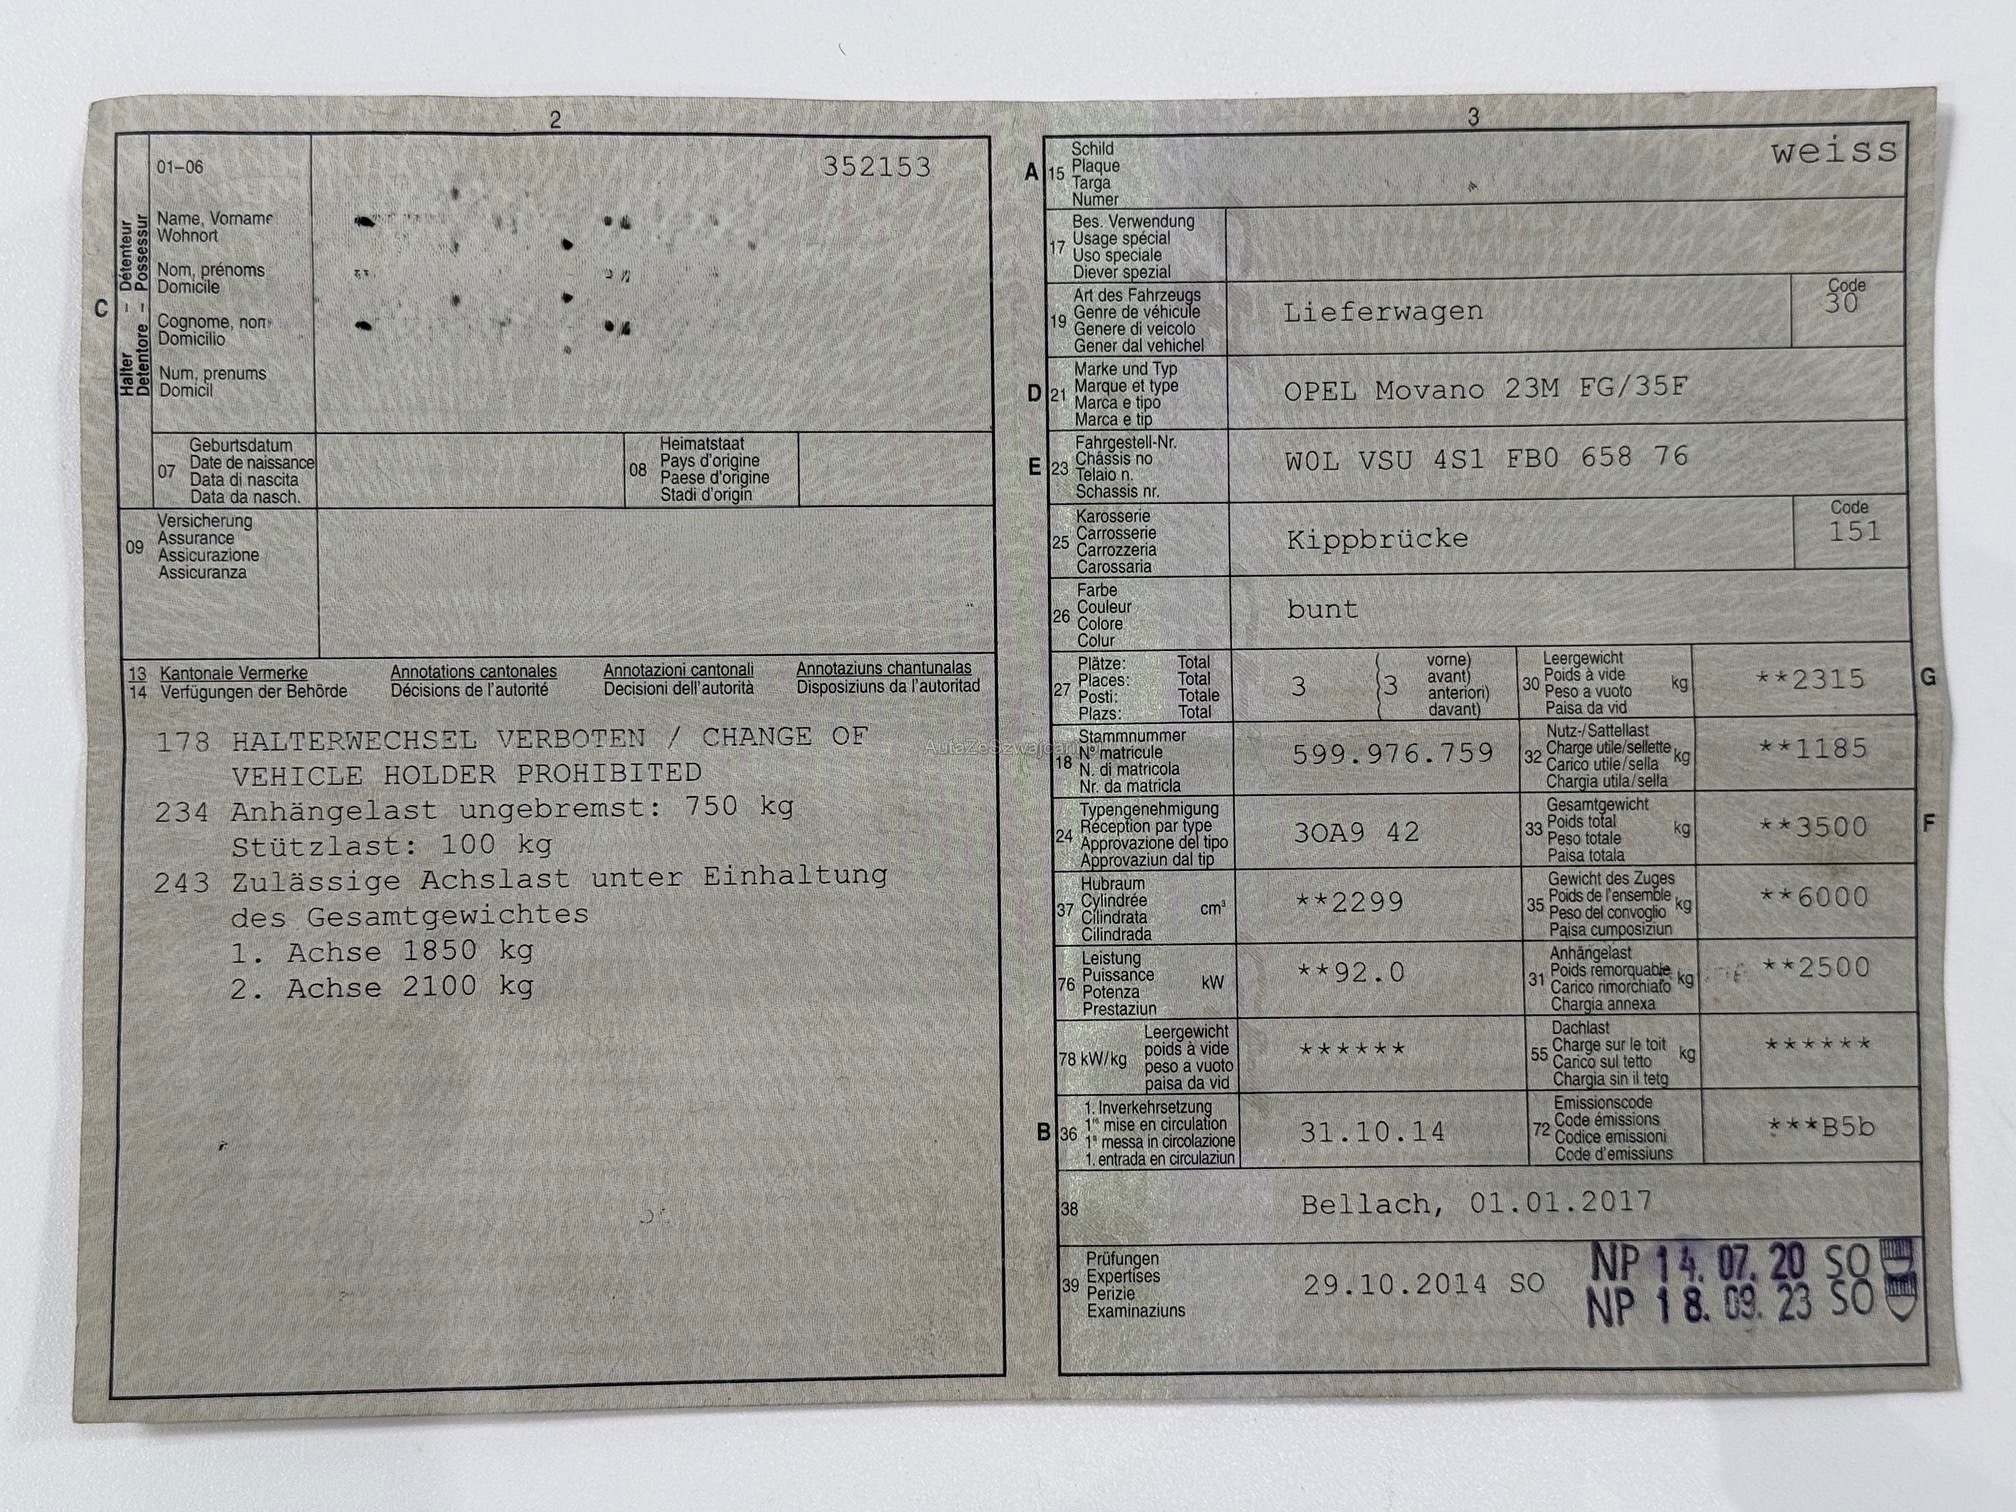 2
01-06
352153
C
Halter – Détenteur
Detentore – Possessur
Name, Vorname
Wohnort
Nom, prénoms
Domicile
Cognome, nom
Domicilio
Num, prenums
Domicil
07
Geburtsdatum
Date de naissance
Data di nascita
Data da nasch.
08
Heimatstaat
Pays d'origine
Paese d'origine
Stadi d'origin
09
Versicherung
Assurance
Assicurazione
Assicuranza
13 Kantonale Vermerke Annotations cantonales Annotazioni cantonali Annotaziuns chantunalas
14 Verfügungen der Behörde Décisions de l'autorité Decisioni dell'autorità Disposiziuns da l'autoritad
178 HALTERWECHSEL VERBOTEN / CHANGE OF
VEHICLE HOLDER PROHIBITED
234 Anhängelast ungebremst: 750 kg
Stützlast: 100 kg
243 Zulässige Achslast unter Einhaltung
des Gesamtgewichtes
1. Achse 1850 kg
2. Achse 2100 kg
3
A 15
Schild
Plaque
Targa
Numer
weiss
17
Bes. Verwendung
Usage spécial
Uso speciale
Diever spezial
19
Art des Fahrzeugs
Genre de véhicule
Genere di veicolo
Gener dal vehichel
Lieferwagen
Code
30
D 21
Marke und Typ
Marque et type
Marca e tipo
Marca e tip
OPEL Movano 23M FG/35F
E 23
Fahrgestell-Nr.
Châssis no
Telaio n.
Schassis nr.
W0L VSU 4S1 FB0 658 76
25
Karosserie
Carrosserie
Carrozzeria
Carossaria
Kippbrücke
Code
151
26
Farbe
Couleur
Colore
Colur
bunt
27
Plätze: Total
Places: Total
Posti: Totale
Plazs: Total
3
(3
vorne)
avant)
anteriori)
davant)
30
Leergewicht
Poids à vide
Peso a vuoto
Paisa da vid
kg
**2315
G
18
Stammnummer
N° matricule
N. di matricola
Nr. da matricla
599.976.759
32
Nutz-/Sattellast
Charge utile/sellette
Carico utile/sella
Chargia utila/sella
kg
**1185
24
Typengenehmigung
Réception par type
Approvazione del tipo
Approvaziun dal tip
3OA9 42
33
Gesamtgewicht
Poids total
Peso totale
Paisa totala
kg
**3500
F
37
Hubraum
Cylindrée
Cilindrata
Cilindrada
cm³
**2299
35
Gewicht des Zuges
Poids de l'ensemble
Peso del convoglio
Paisa cumposiziun
kg
**6000
76
Leistung
Puissance
Potenza
Prestaziun
kW
**92.0
31
Anhängelast
Poids remorquable
Carico rimorchiato
Chargia annexa
kg
**2500
78 kW/kg
Leergewicht
poids à vide
peso a vuoto
paisa da vid
******
55
Dachlast
Charge sur le toit
Carico sul tetto
Chargia sin il tetg
kg
******
B 36
1. Inverkehrsetzung
1re mise en circulation
1a messa in circolazione
1. entrada en circulaziun
31.10.14
72
Emissionscode
Code émissions
Codice emissioni
Code d'emissiuns
***B5b
38
Bellach, 01.01.2017
39
Prüfungen
Expertises
Perizie
Examinaziuns
29.10.2014 SO
NP 14. 07. 20 SO
NP 18. 09. 23 SO